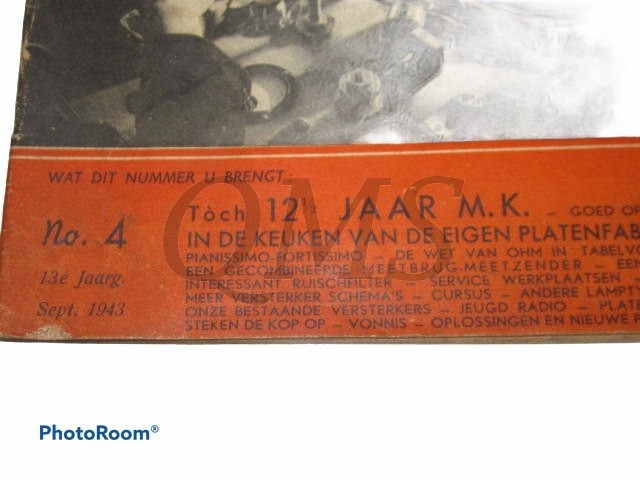 WAT DIT NUMMER U BRENGT:
No. 4
13e Jaarg.
Sept. 1943
Tòch 12½ JAAR M.K. – GOED OF
IN DE KEUKEN VAN DE EIGEN PLATENFAB
PIANISSIMO-FORTISSIMO – DE WET VAN OHM IN TABELVO
EEN GECOMBINEERDE MEETBRUG-MEETZENDER – EEN
INTERESSANT RUISCHFILTER – SERVICE WERKPLAATSEN
MEER VERSTERKER SCHEMA'S – CURSUS – ANDERE LAMPTY
ONZE BESTAANDE VERSTERKERS – JEUGD RADIO – PLAT
STEKEN DE KOP OP – VONNIS – OPLOSSINGEN EN NIEUWE P
OMS
PhotoRoom®